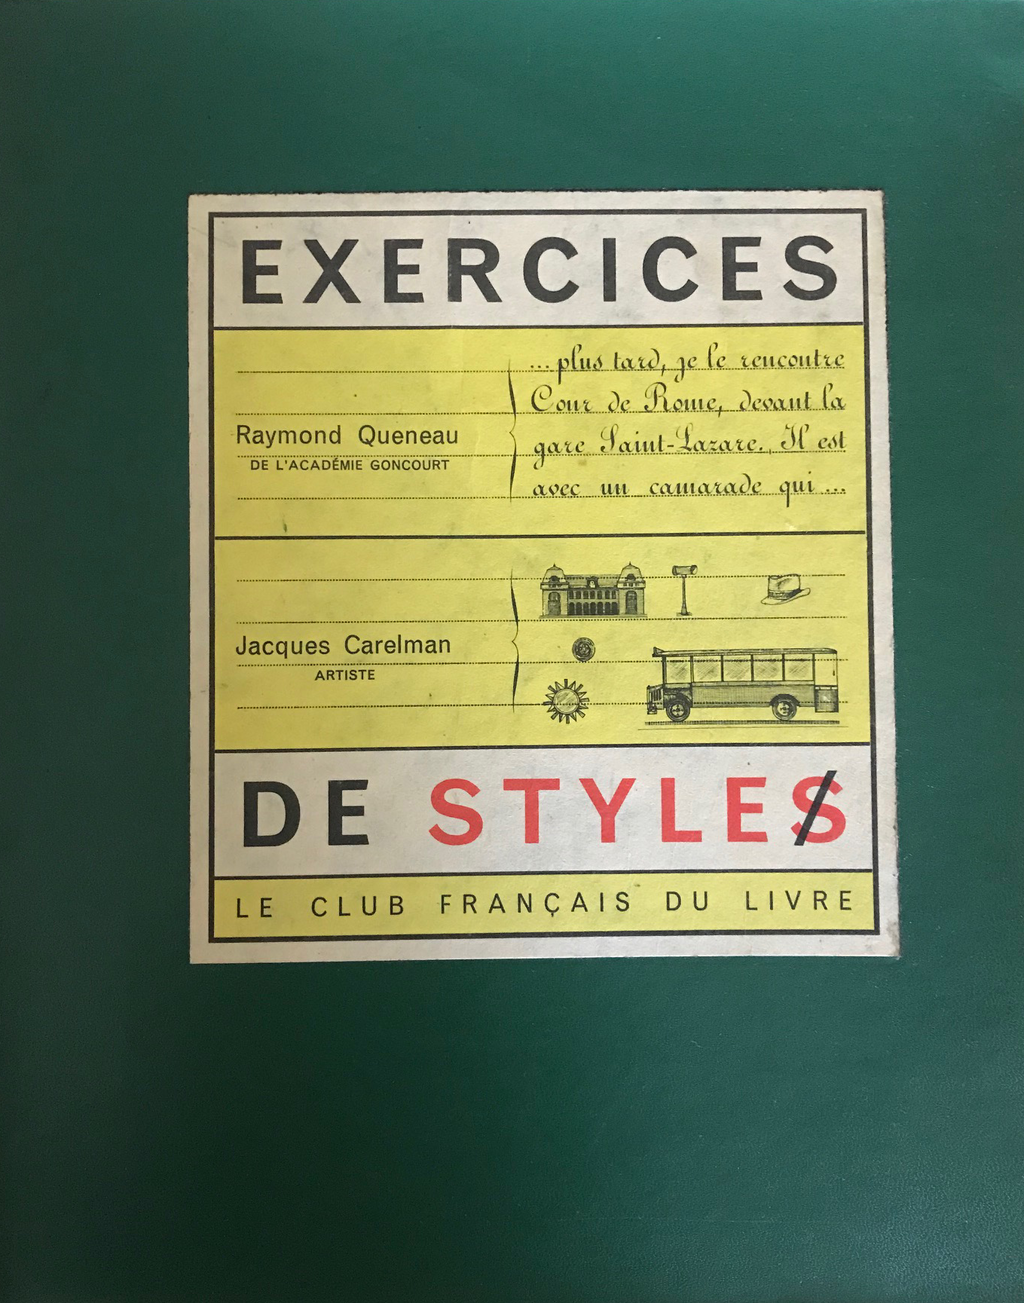 EXERCICES
Raymond Queneau
DE L'ACADÉMIE GONCOURT
... plus tard, je le rencontre
Cour de Rome, devant la
gare Saint-Lazare. Il est
avec un camarade qui ...
Jacques Carelman
ARTISTE
DE STYLES
LE CLUB FRANÇAIS DU LIVRE